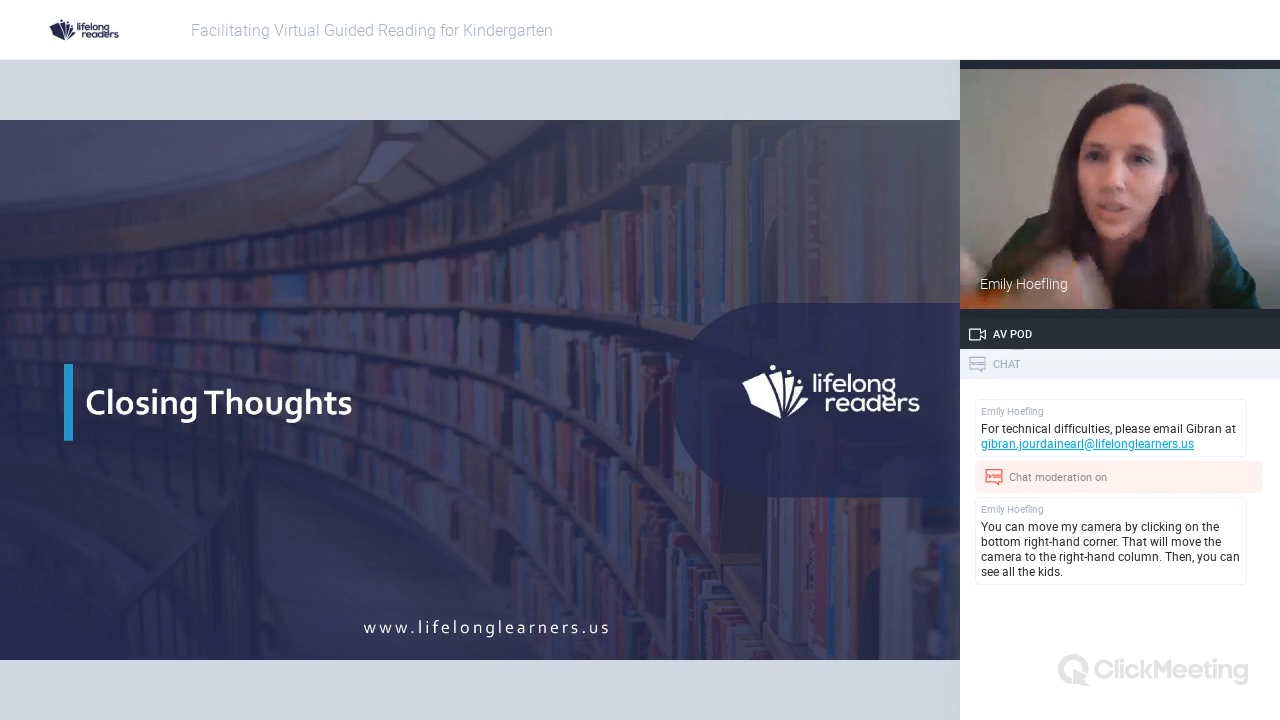 lifelong
readers
Facilitating Virtual Guided Reading for Kindergarten
Closing Thoughts
lifelong
readers
www.lifelonglearners.us
Emily Hoefling
AV POD
CHAT
Emily Hoefling
For technical difficulties, please email Gibran at
gibran.jourdainearl@lifelonglearners.us
Chat moderation on
Emily Hoefling
You can move my camera by clicking on the
bottom right-hand corner. That will move the
camera to the right-hand column. Then, you can
see all the kids.
ClickMeeting